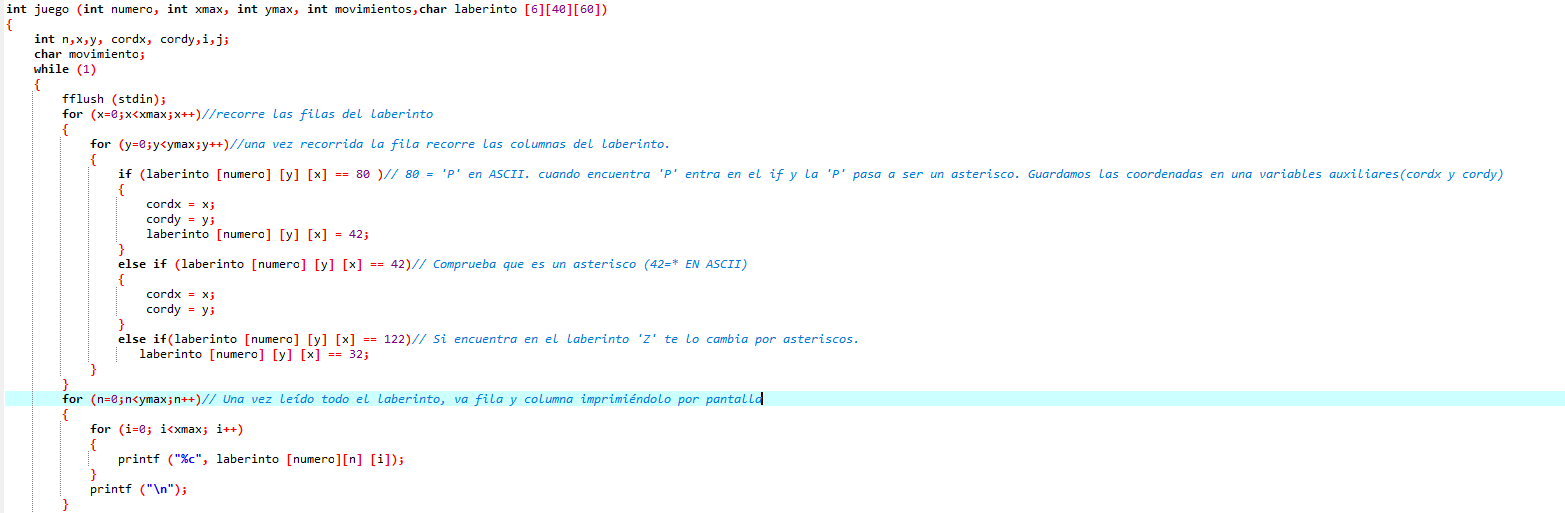 int juego (int numero, int xmax, int ymax, int movimientos,char laberinto [6][40][60])
{
int n,x,y, cordx, cordy,i,j;
char movimiento;
while (1)
{
fflush (stdin);
for (x=0;x<xmax;x++)//recorre las filas del laberinto
{
for (y=0;y<ymax;y++)//una vez recorrida la fila recorre las columnas del laberinto.
{
if (laberinto [numero] [y] [x] == 80 )// 80 = 'P' en ASCII. cuando encuentra 'P' entra en el if y la 'P' pasa a ser un asterisco. Guardamos las coordenadas en una variables auxiliares(cordx y cordy)
{
cordx = x;
cordy = y;
laberinto [numero] [y] [x] = 42;
}
else if (laberinto [numero] [y] [x] == 42)// Comprueba que es un asterisco (42=* EN ASCII)
{
cordx = x;
cordy = y;
}
else if(laberinto [numero] [y] [x] == 122)// Si encuentra en el laberinto 'Z' te lo cambia por asteriscos.
laberinto [numero] [y] [x] == 32;
}
}
for (n=0;n<ymax;n++)// Una vez leído todo el laberinto, va fila y columna imprimiéndolo por pantalla
{
for (i=0; i<xmax; i++)
{
printf ("%c", laberinto [numero][n] [i]);
}
printf ("\n");
}